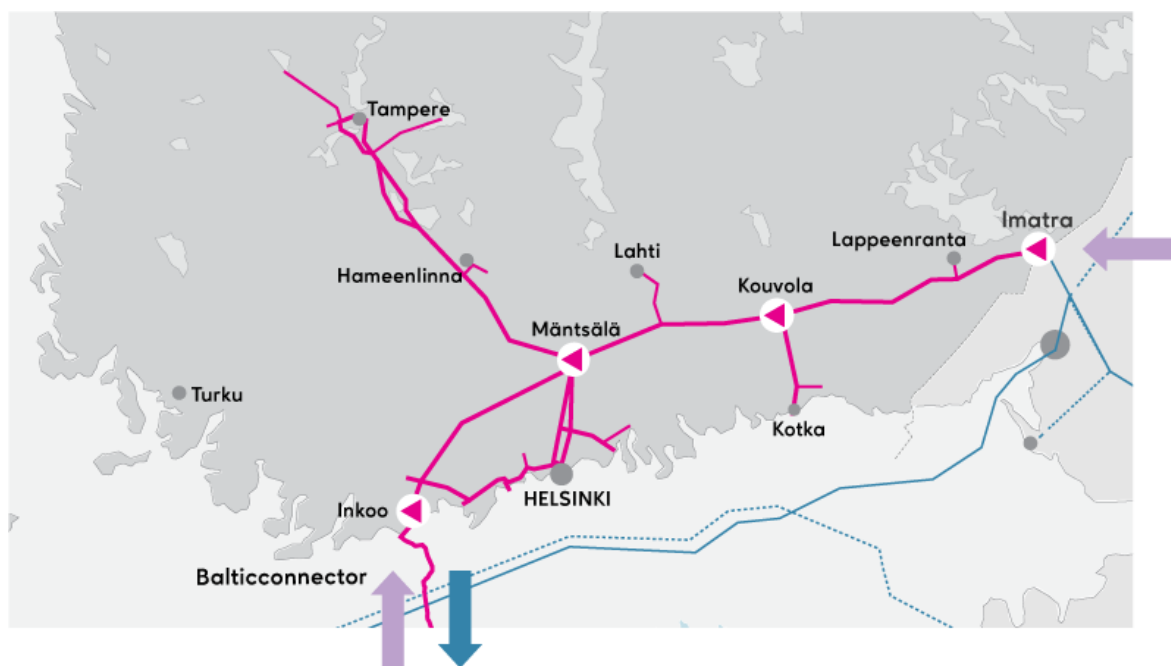 Tampere
Imatra
Lahti
Lappeenranta
Hameenlinna
Kouvola
Mäntsälä
Turku
Kotka
HELSINKI
Inkoo
Balticconnector